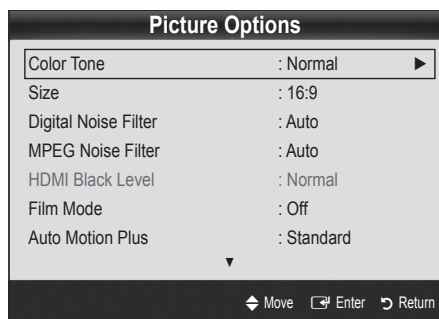 Picture Options
Color Tone : Normal ▶
Size : 16:9
Digital Noise Filter : Auto
MPEG Noise Filter : Auto
HDMI Black Level : Normal
Film Mode : Off
Auto Motion Plus : Standard
▼
Move Enter Return